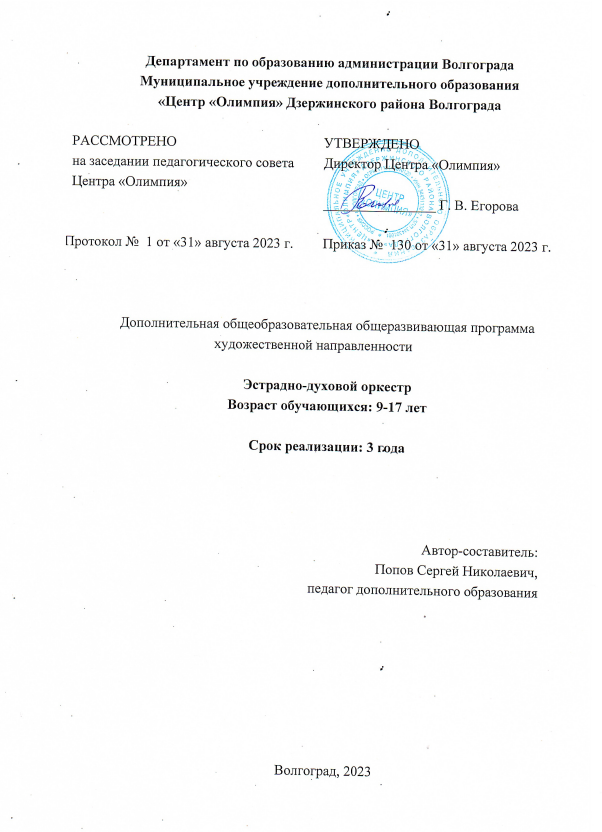 Департамент по образованию администрации Волгограда
Муниципальное учреждение дополнительного образования
«Центр «Олимпия» Дзержинского района Волгограда
РАССМОТРЕНО
на заседании педагогического совета
Центра «Олимпия»
Протокол № 1 от «31» августа 2023 г.
УТВЕРЖДЕНО
Директор Центра «Олимпия»
Г. В. Егорова
Приказ № 130 от «31» августа 2023 г.
ЦЕНТР
Дополнительная общеобразовательная общеразвивающая программа
художественной направленности
Эстрадно-духовой оркестр
Возраст обучающихся: 9-17 лет
Срок реализации: 3 года
Автор-составитель:
Попов Сергей Николаевич,
педагог дополнительного образования
Волгоград, 2023